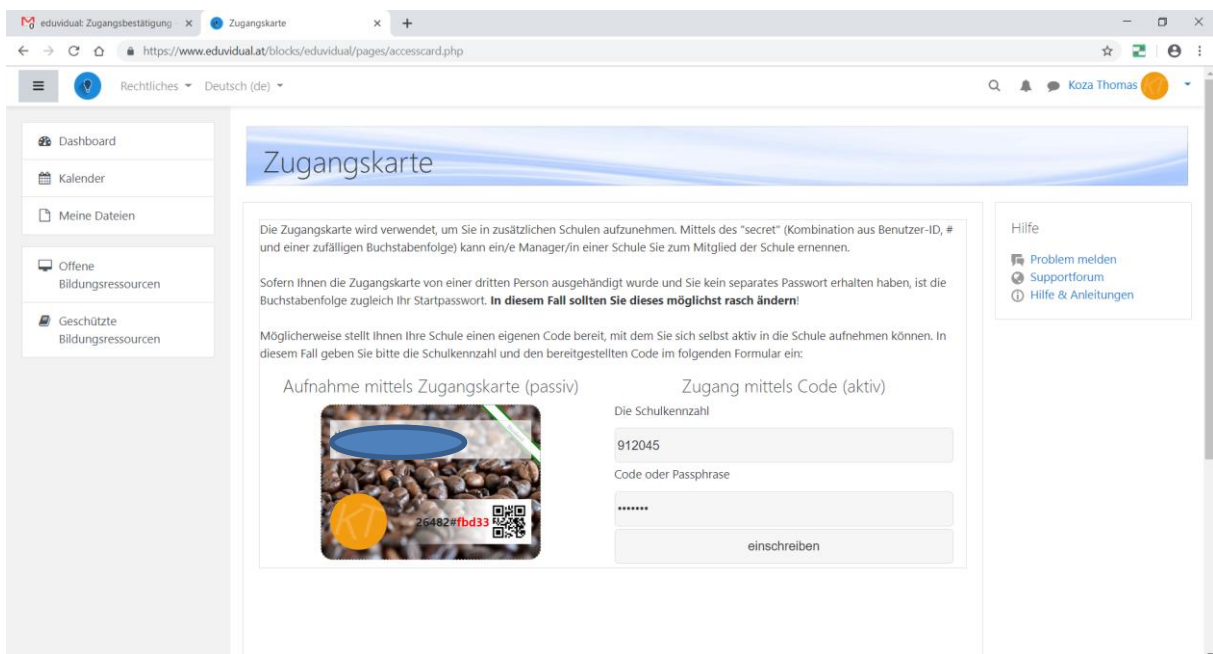 eduvidual: Zugangsbestätigung
Zugangskarte
https://www.eduvidual.at/blocks/eduvidual/pages/accesscard.php
Rechtliches Deutsch (de) Koza Thomas KT
Dashboard
Kalender
Meine Dateien
Offene
Bildungsressourcen
Geschützte
Bildungsressourcen
Zugangskarte
Die Zugangskarte wird verwendet, um Sie in zusätzlichen Schulen aufzunehmen. Mittels des "secret" (Kombination aus Benutzer-ID, #
und einer zufälligen Buchstabenfolge) kann ein/e Manager/in einer Schule Sie zum Mitglied der Schule ernennen.
Sofern Ihnen die Zugangskarte von einer dritten Person ausgehändigt wurde und Sie kein separates Passwort erhalten haben, ist die
Buchstabenfolge zugleich Ihr Startpasswort. In diesem Fall sollten Sie dieses möglichst rasch ändern!
Möglicherweise stellt Ihnen Ihre Schule einen eigenen Code bereit, mit dem Sie sich selbst aktiv in die Schule aufnehmen können. In
diesem Fall geben Sie bitte die Schulkennzahl und den bereitgestellten Code im folgenden Formular ein:
Aufnahme mittels Zugangskarte (passiv)
KT
26482#fbd33
Zugang mittels Code (aktiv)
Die Schulkennzahl
912045
Code oder Passphrase
•••••••
einschreiben
Hilfe
Problem melden
Supportforum
Hilfe & Anleitungen